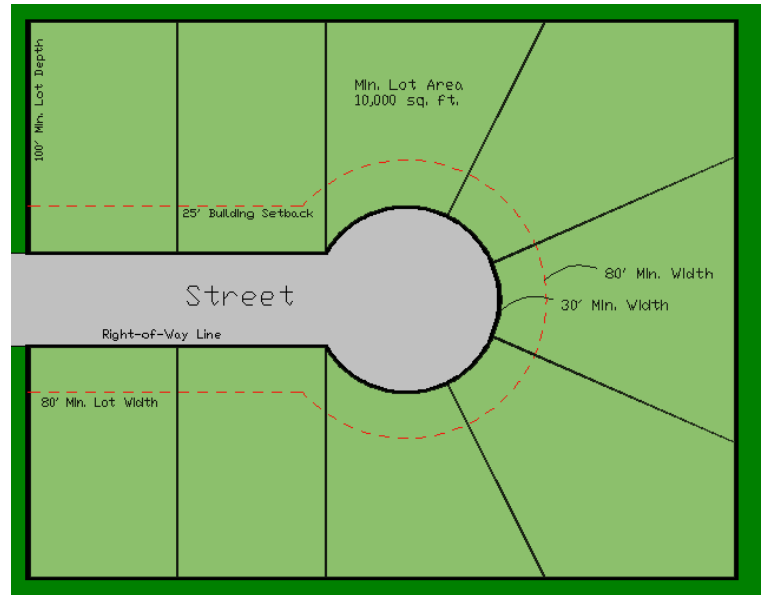 100' Min. Lot Depth
Min. Lot Area
10,000 sq. ft.
25' Building Setback
80' Min. Width
Street
30' Min. Width
Right-of-Way Line
80' Min. Lot Width